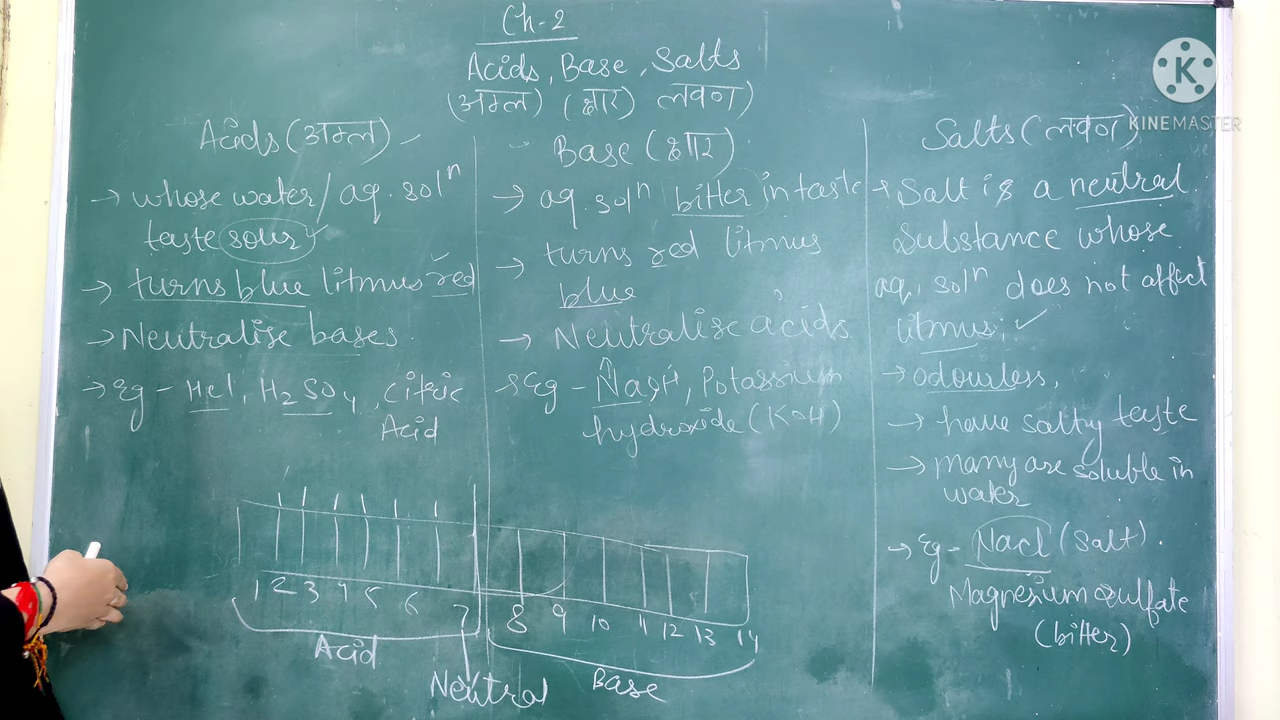 Ch-2
Acids, Base, Salts
(अम्ल) (क्षार) लवण)
Acids (अम्ल)
→ whose water/aq. solⁿ
taste sour
→ turns blue litmus red
→ Neutralise bases.
→ Eg - Hcl, H₂SO₄, Citric
Acid
Base (क्षार)
→ aq. solⁿ bitter in taste
→ turns red litmus
blue
→ Neutralise acids
→ Eg - NaOH, Potassium
hydroxide (KOH)
Salts (लवण)
→ Salt is a neutral
Substance whose
aq. solⁿ does not affect
litmus;
→ odourless,
→ have salty taste
→ many are soluble in
water
→ Eg - Nacl (Salt).
Magnesium sulfate
(bitter)
1 2 3 4 5 6 7 8 9 10 11 12 13 14
Acid
Neutral
Base
K
KINEMASTER